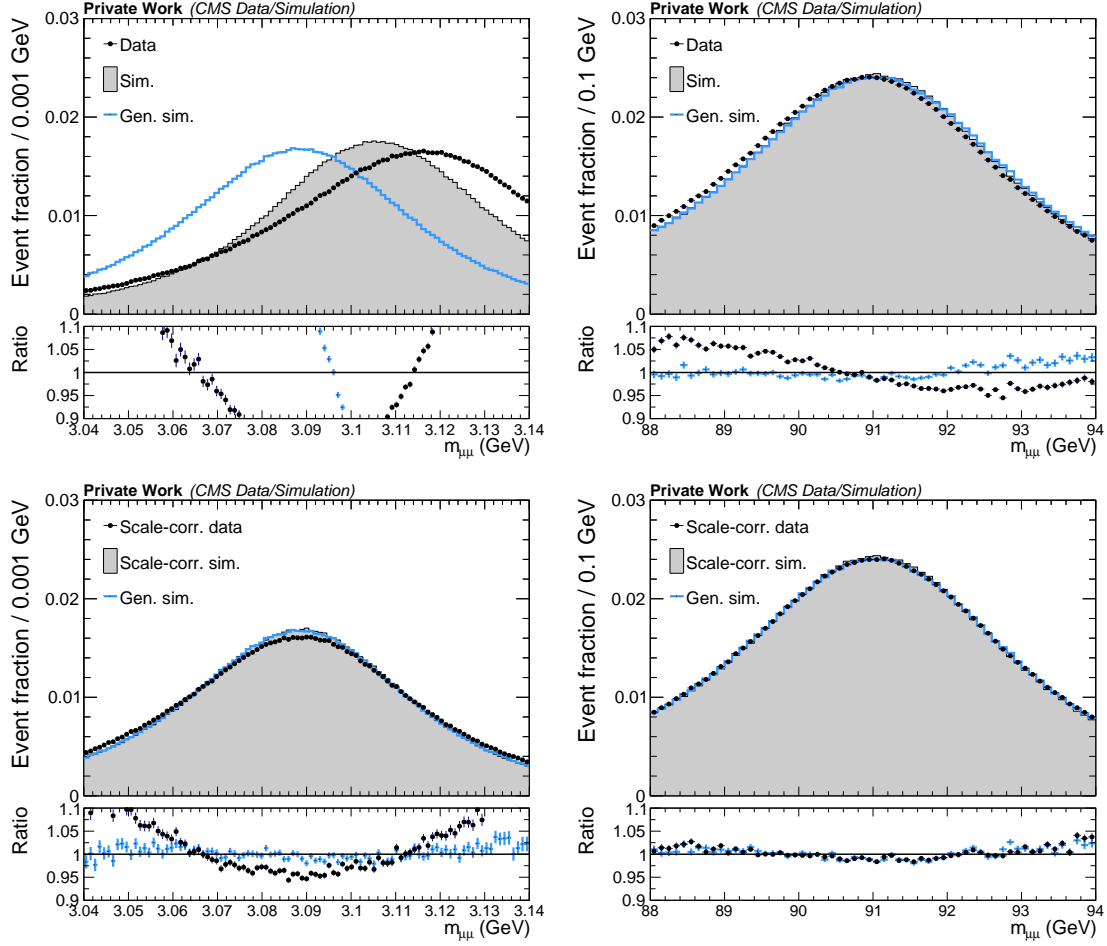 Private Work (CMS Data/Simulation)
Event fraction / 0.001 GeV
0.03
0.02
0.01
0
Data
Sim.
Gen. sim.
Ratio
1.1
1.05
1
0.95
0.9
3.04 3.05 3.06 3.07 3.08 3.09 3.1 3.11 3.12 3.13 3.14
mμμ (GeV)
Private Work (CMS Data/Simulation)
Event fraction / 0.1 GeV
0.03
0.02
0.01
0
Data
Sim.
Gen. sim.
Ratio
1.1
1.05
1
0.95
0.9
88 89 90 91 92 93 94
mμμ (GeV)
Private Work (CMS Data/Simulation)
Event fraction / 0.001 GeV
0.03
0.02
0.01
0
Scale-corr. data
Scale-corr. sim.
Gen. sim.
Ratio
1.1
1.05
1
0.95
0.9
3.04 3.05 3.06 3.07 3.08 3.09 3.1 3.11 3.12 3.13 3.14
mμμ (GeV)
Private Work (CMS Data/Simulation)
Event fraction / 0.1 GeV
0.03
0.02
0.01
0
Scale-corr. data
Scale-corr. sim.
Gen. sim.
Ratio
1.1
1.05
1
0.95
0.9
88 89 90 91 92 93 94
mμμ (GeV)